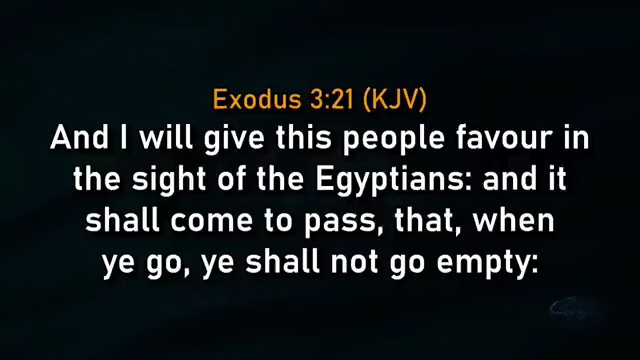 Exodus 3:21 (KJV)
And I will give this people favour in
the sight of the Egyptians: and it
shall come to pass, that, when
ye go, ye shall not go empty: